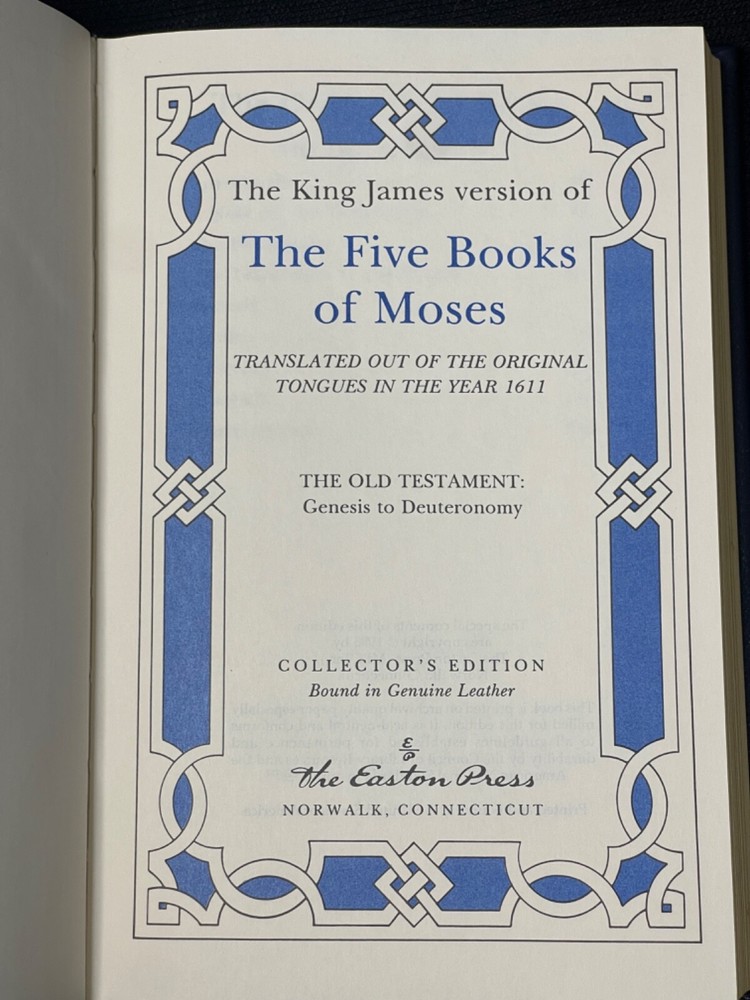 The King James version of
The Five Books
of Moses
TRANSLATED OUT OF THE ORIGINAL
TONGUES IN THE YEAR 1611
THE OLD TESTAMENT:
Genesis to Deuteronomy
COLLECTOR'S EDITION
Bound in Genuine Leather
The Easton Press
NORWALK, CONNECTICUT